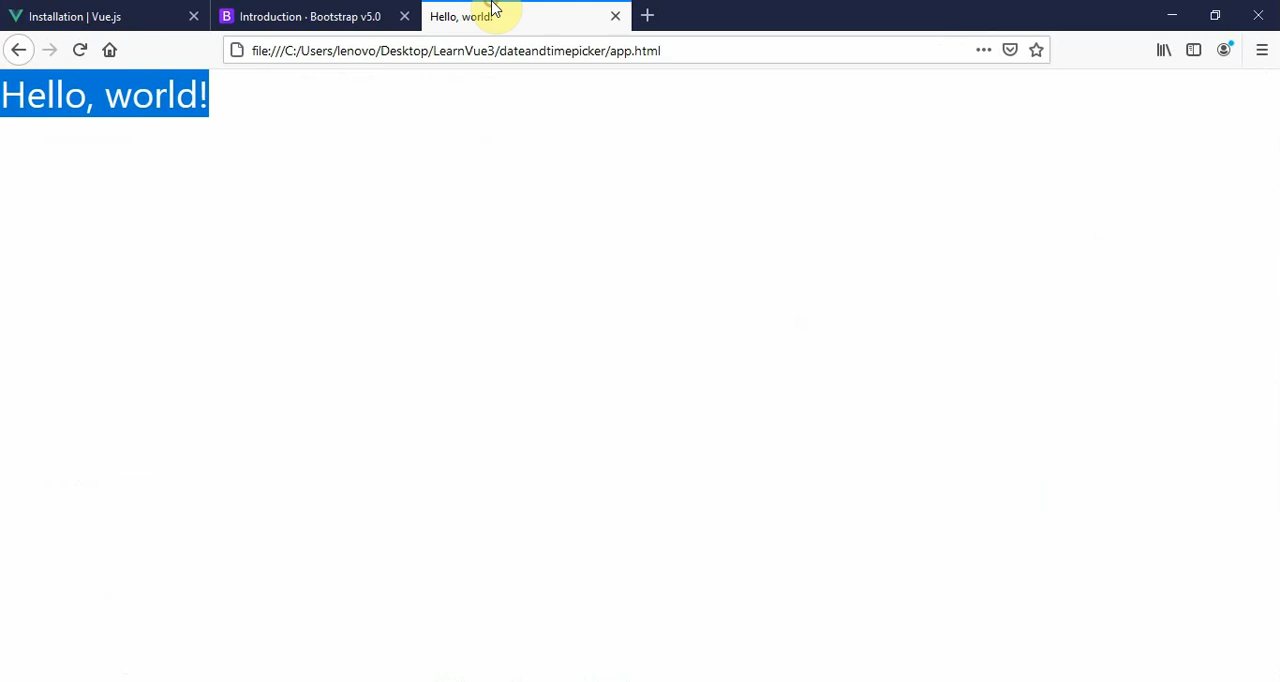 Installation | Vue.js
Introduction · Bootstrap v5.0
Hello, world!
file:///C:/Users/lenovo/Desktop/LearnVue3/dateandtimepicker/app.html
Hello, world!